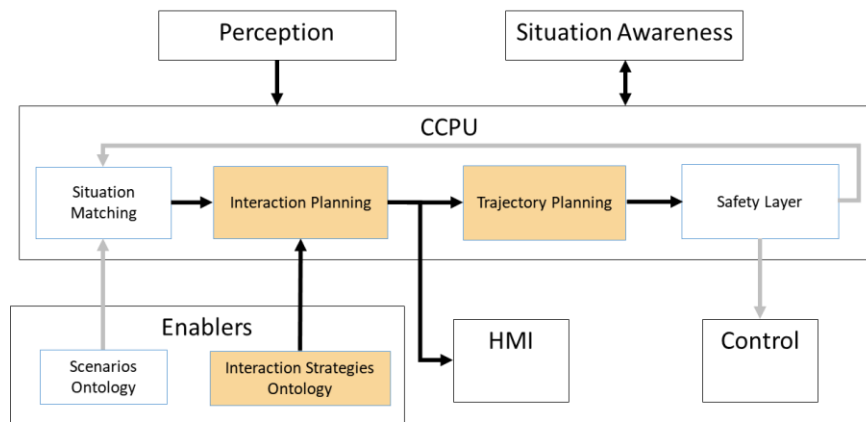 Perception
Situation Awareness
CCPU
Situation
Matching
Interaction Planning
Trajectory Planning
Safety Layer
Enablers
Scenarios
Ontology
Interaction Strategies
Ontology
HMI
Control